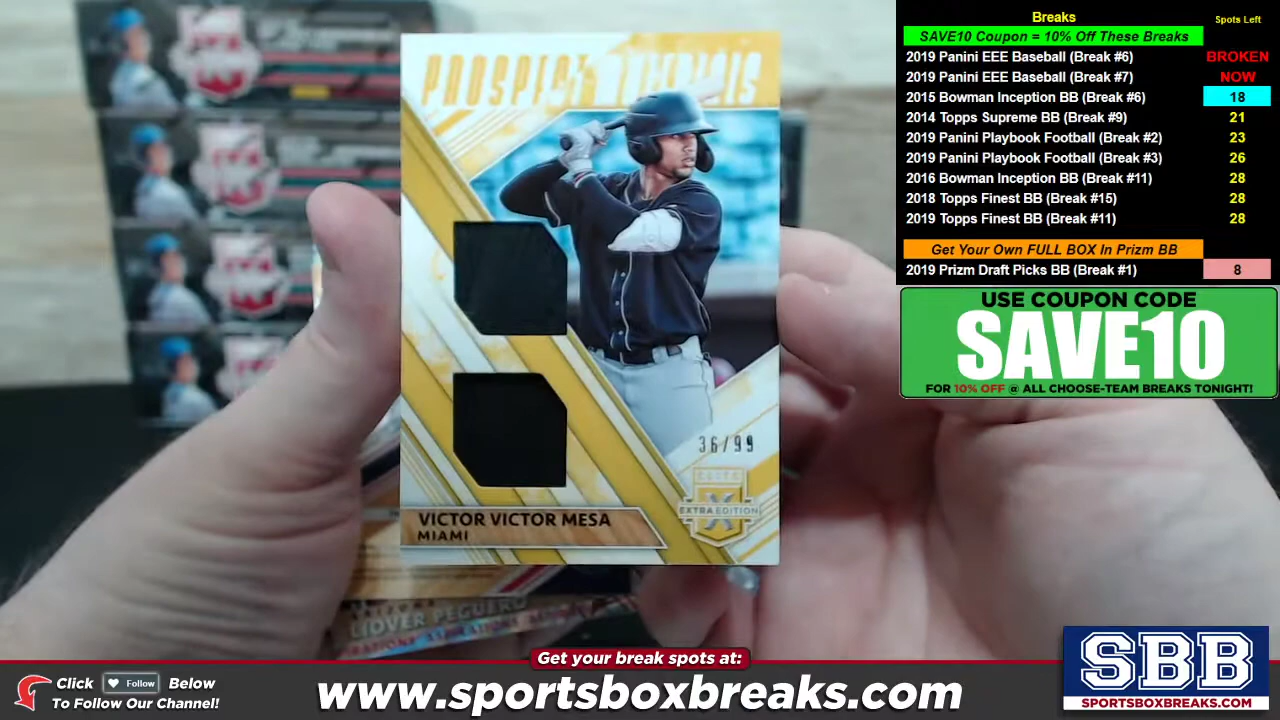 PROSPECT MATERIALS
36/99
ELITE
X
EXTRA EDITION
VICTOR VICTOR MESA
MIAMI
LIOVER PEGUERO
Breaks
Spots Left
SAVE10 Coupon = 10% Off These Breaks
2019 Panini EEE Baseball (Break #6) BROKEN
2019 Panini EEE Baseball (Break #7) NOW
2015 Bowman Inception BB (Break #6) 18
2014 Topps Supreme BB (Break #9) 21
2019 Panini Playbook Football (Break #2) 23
2019 Panini Playbook Football (Break #3) 26
2016 Bowman Inception BB (Break #11) 28
2018 Topps Finest BB (Break #15) 28
2019 Topps Finest BB (Break #11) 28
Get Your Own FULL BOX In Prizm BB
2019 Prizm Draft Picks BB (Break #1) 8
USE COUPON CODE
SAVE10
FOR 10% OFF @ ALL CHOOSE-TEAM BREAKS TONIGHT!
Get your break spots at:
Click Follow Below
To Follow Our Channel!
www.sportsboxbreaks.com
SBB
SPORTSBOXBREAKS.COM